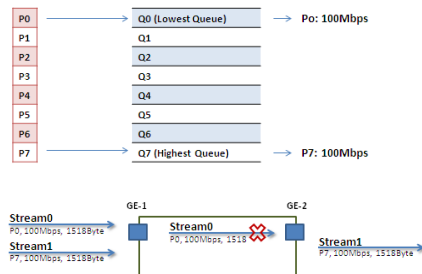 P0 Q0 (Lowest Queue) Po: 100Mbps
P1 Q1
P2 Q2
P3 Q3
P4 Q4
P5 Q5
P6 Q6
P7 Q7 (Highest Queue) P7: 100Mbps
GE-1 GE-2
Stream0 Stream0
P0, 100Mbps, 1518Byte P0, 100Mbps, 1518
Stream1 Stream1
P7, 100Mbps, 1518Byte P7, 100Mbps, 1518Byte